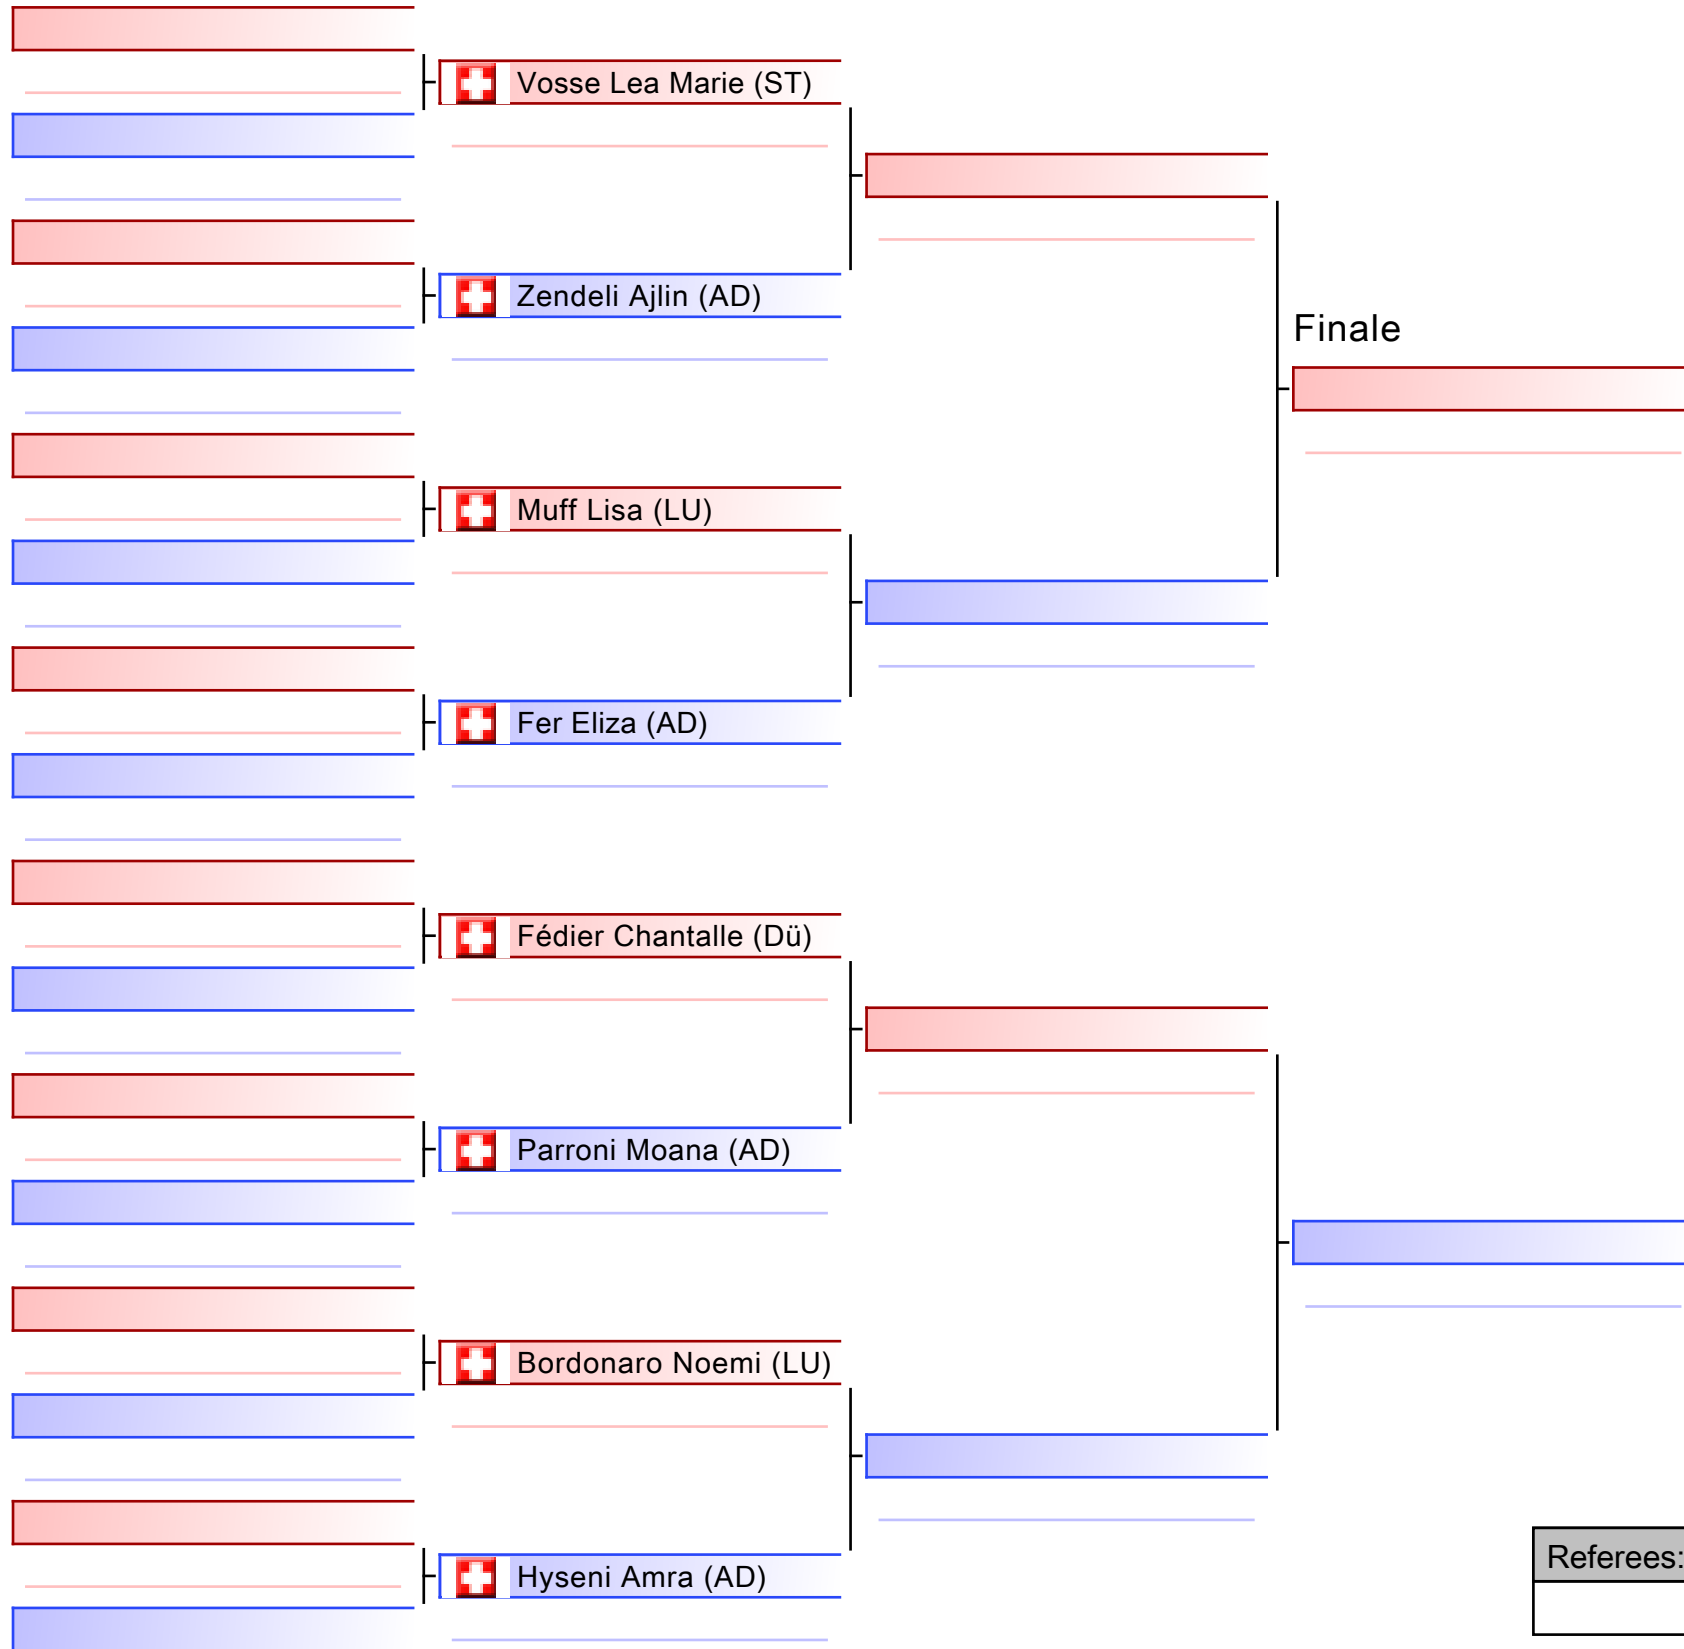 Vosse Lea Marie (ST)
Zendeli Ajlin (AD)
Finale
Muff Lisa (LU)
Fer Eliza (AD)
Fédier Chantalle (Dü)
Parroni Moana (AD)
Bordonaro Noemi (LU)
Hyseni Amra (AD)
Referees: